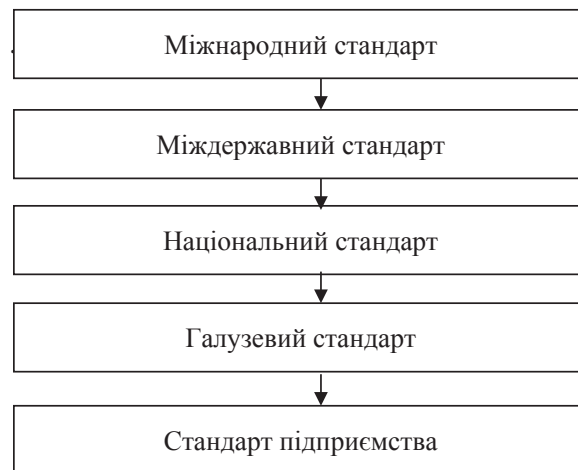 Міжнародний стандарт
Міждержавний стандарт
Національний стандарт
Галузевий стандарт
Стандарт підприємства